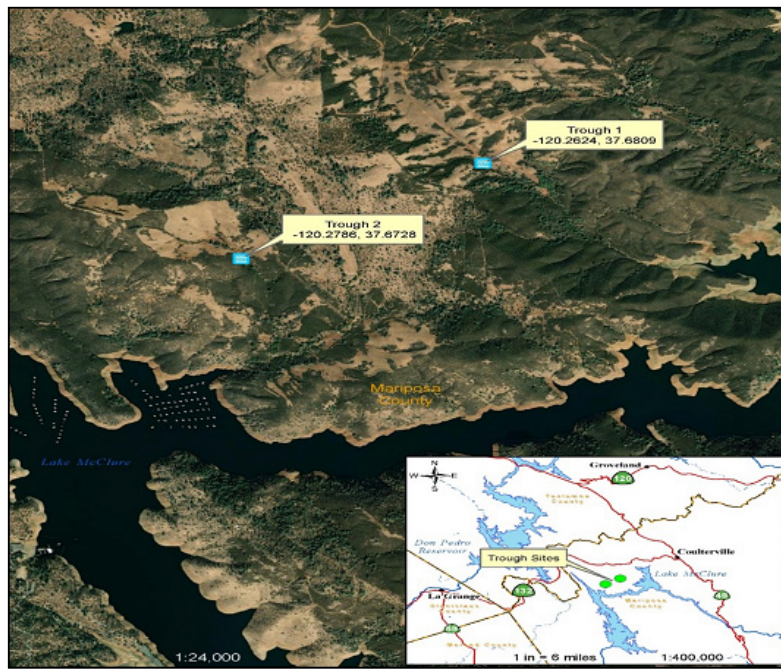 Trough 1
-120.2624, 37.6809
Trough 2
-120.2786, 37.6728
Mariposa
County
Lake McClure
1:24,000
N
W
E
S
Groveland
120
Tuolumne
County
Don Pedro
Reservoir
Trough Sites
Coulterville
Lake McClure
La Grange
132
Mariposa
County
49
Stanislaus
County
Merced County
1 in = 6 miles
1:400,000